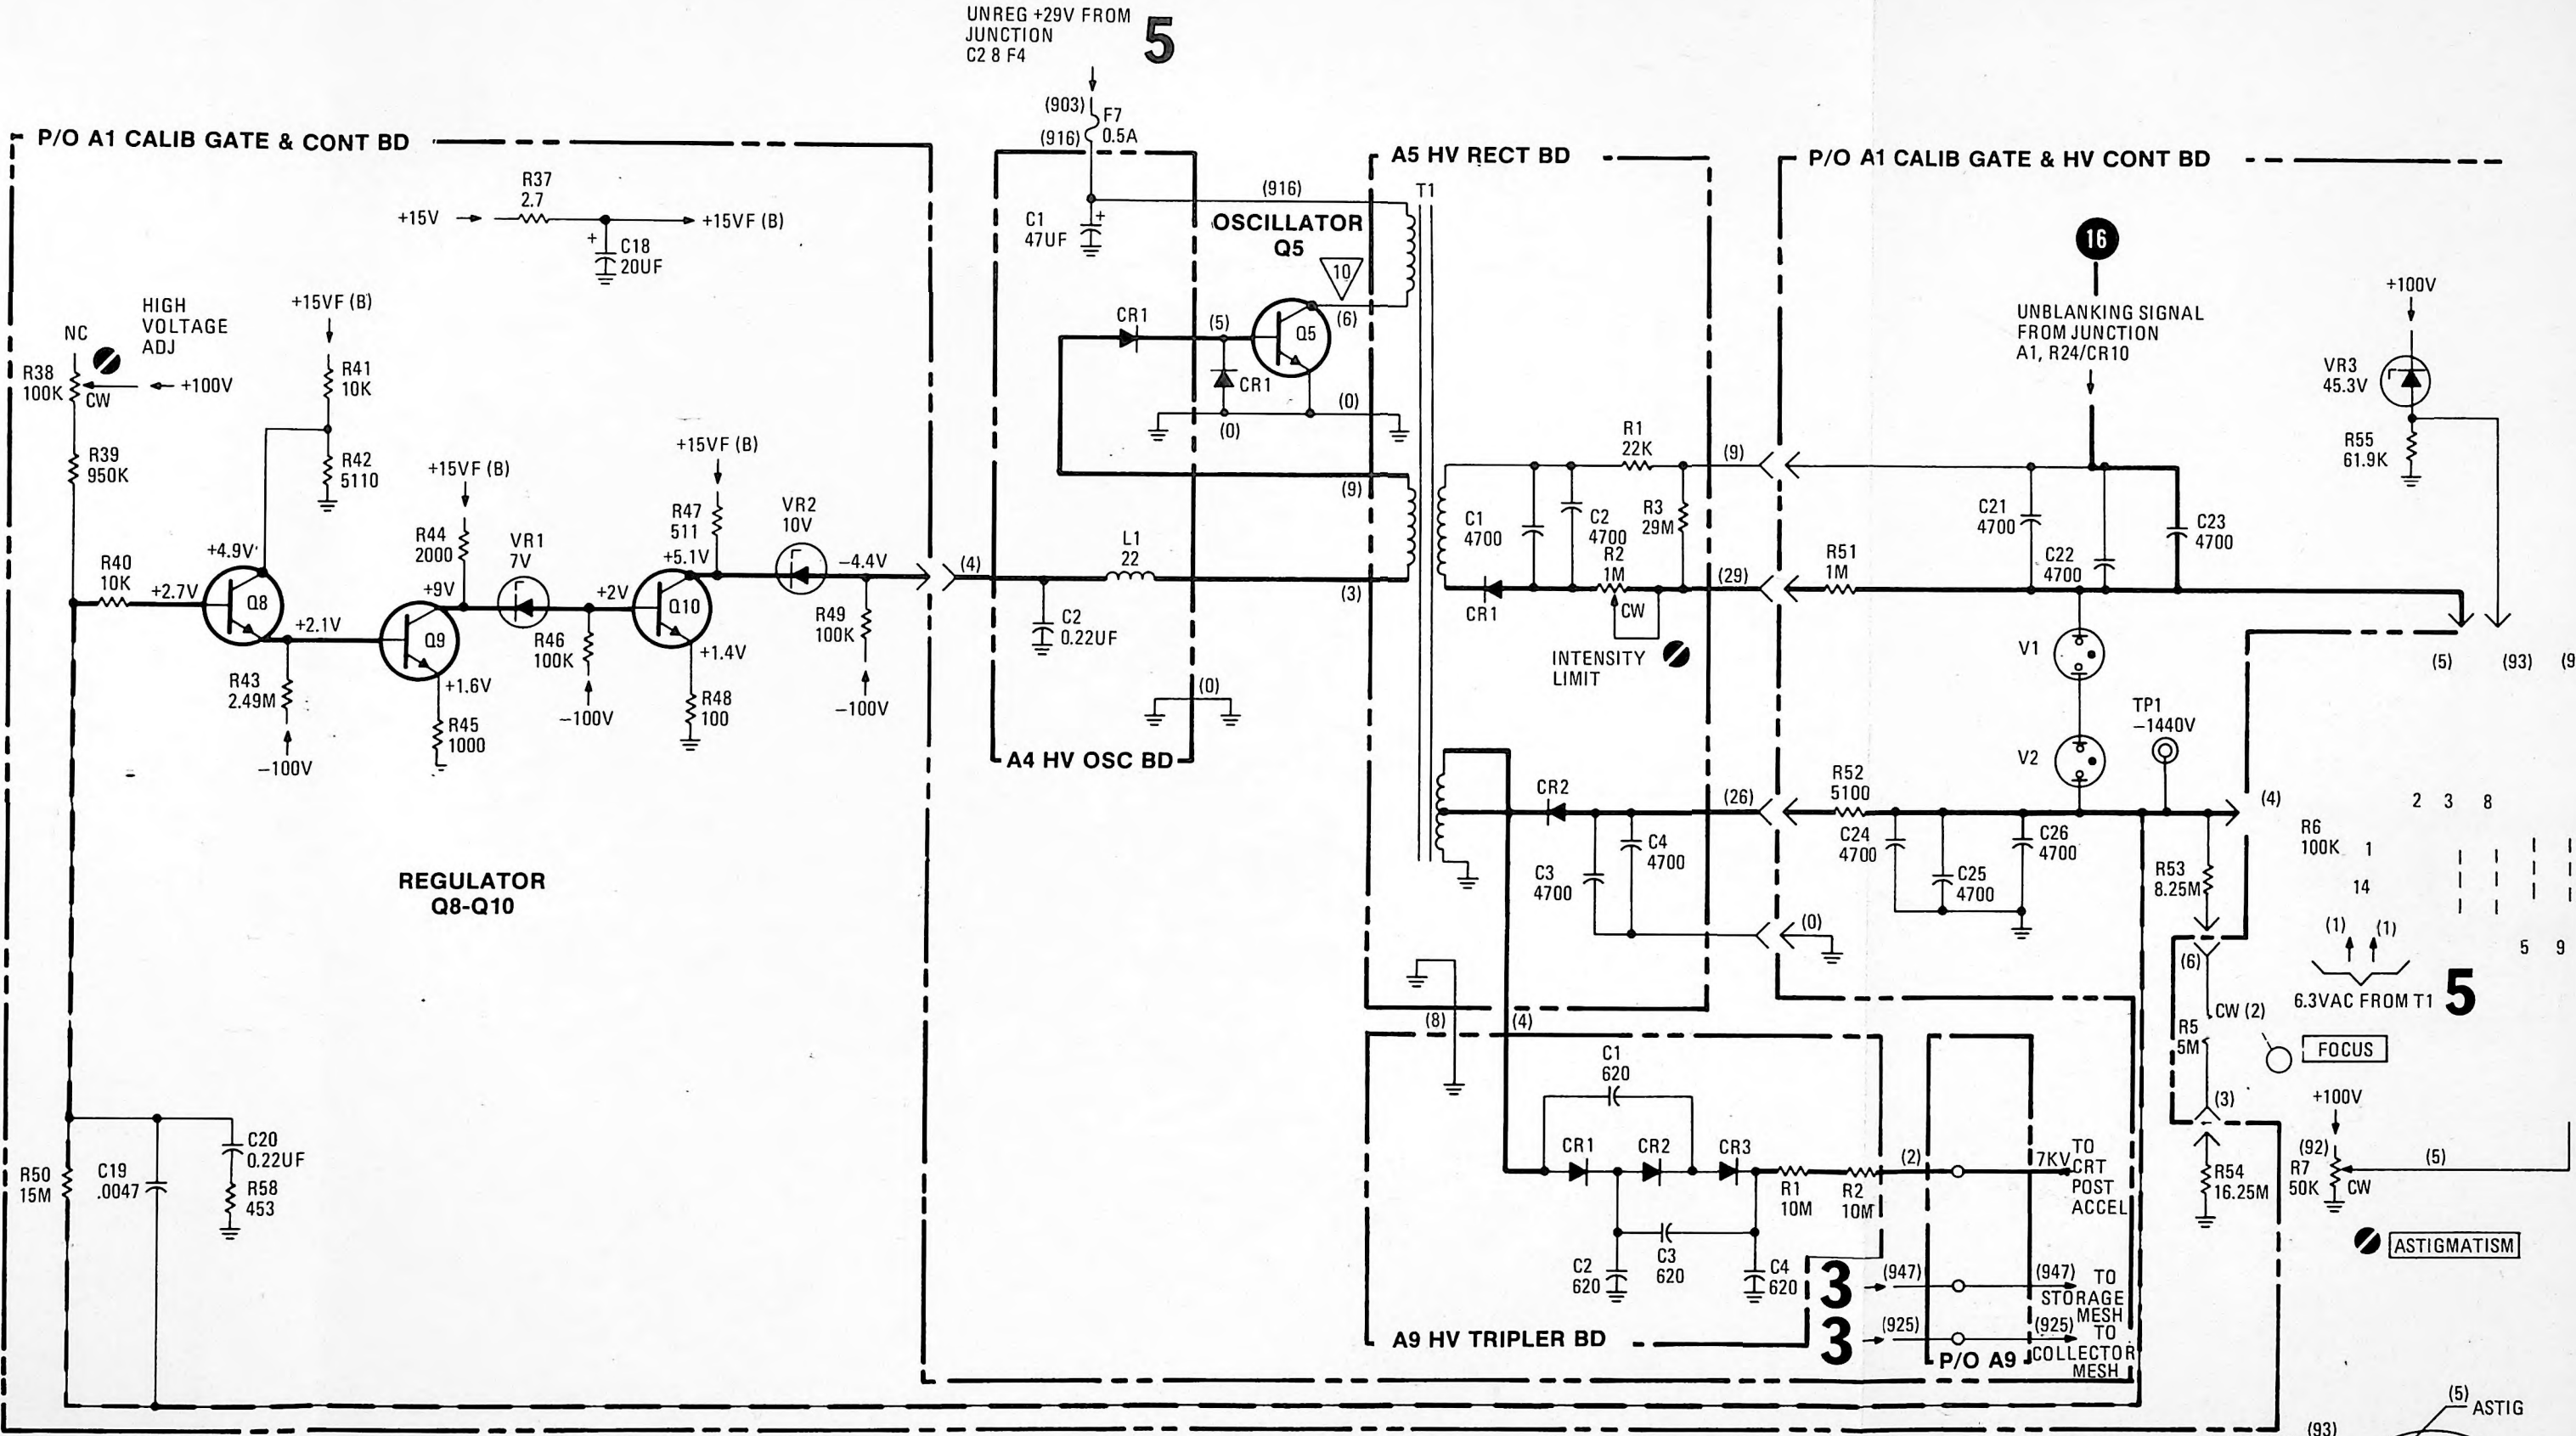 UNREG +29V FROM
JUNCTION
C2 8 F4
5
(903)
(916)
F7
0.5A
P/O A1 CALIB GATE & CONT BD
R37
2.7
+15V
+15VF (B)
C18
20UF
+
HIGH
VOLTAGE
ADJ
NC
R38
100K
CW
+100V
+15VF (B)
R41
10K
R39
950K
R42
5110
R40
10K
+2.7V
+4.9V
Q8
+2.1V
R43
2.49M
-100V
+15VF (B)
R44
2000
+9V
Q9
+1.6V
R45
1000
VR1
7V
R46
100K
-100V
+2V
+15VF (B)
R47
511
+5.1V
Q10
+1.4V
R48
100
VR2
10V
-4.4V
R49
100K
-100V
(4)
REGULATOR
Q8-Q10
R50
15M
C19
.0047
C20
0.22UF
R58
453
C1
47UF
+
(916)
OSCILLATOR
Q5
10
CR1
(5)
Q5
(6)
CR1
(0)
(0)
(9)
L1
22
(3)
C2
0.22UF
(0)
A4 HV OSC BD
A5 HV RECT BD
T1
R1
22K
(9)
C1
4700
C2
4700
R3
29M
R2
1M
CW
CR1
(29)
INTENSITY
LIMIT
CR2
(26)
C3
4700
C4
4700
(0)
(8)
(4)
P/O A1 CALIB GATE & HV CONT BD
16
UNBLANKING SIGNAL
FROM JUNCTION
A1, R24/CR10
+100V
VR3
45.3V
R55
61.9K
C21
4700
C22
4700
C23
4700
R51
1M
V1
V2
TP1
-1440V
R52
5100
C24
4700
C25
4700
C26
4700
R53
8.25M
(4)
(5)
(93)
(9
2 3 8
R6
100K
1
14
(1)
(1)
5 9
6.3VAC FROM T1
5
(6)
CW (2)
R5
5M
FOCUS
(3)
R54
16.25M
+100V
(92)
R7
50K
CW
(5)
ASTIGMATISM
C1
620
CR1
CR2
CR3
R1
10M
R2
10M
(2)
7KV
TO
CRT
POST
ACCEL
C2
620
C3
620
C4
620
3
(947)
(947)
TO
STORAGE
MESH
3
(925)
(925)
TO
COLLECTOR
MESH
A9 HV TRIPLER BD
P/O A9
(5)
ASTIG
(93)